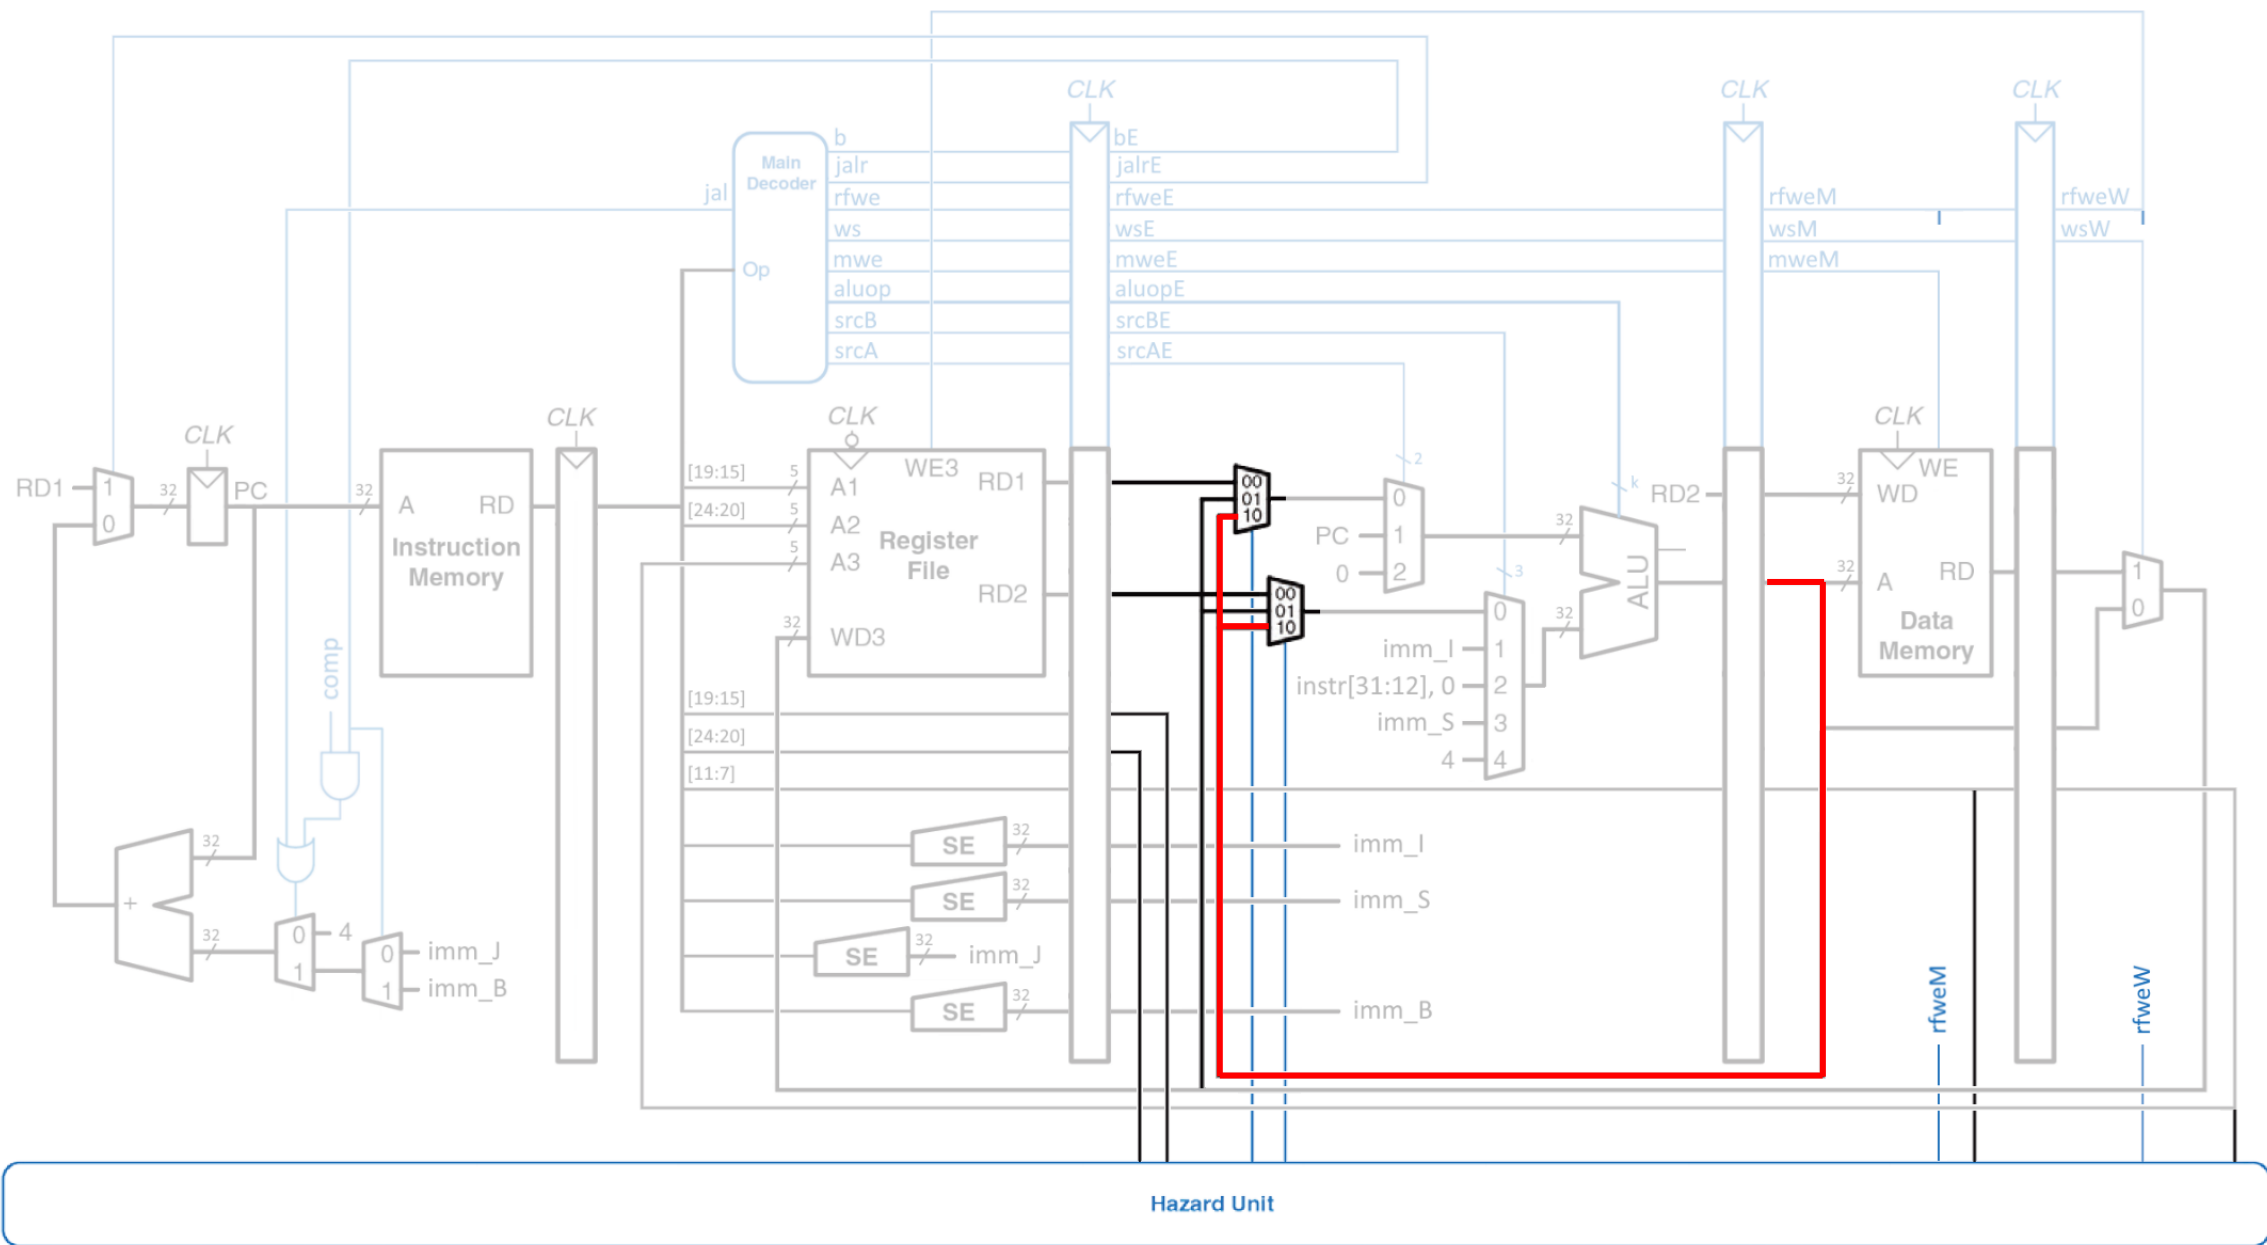 CLK
CLK
CLK
b
bE
Main
Decoder
jalr
jalrE
jal
rfwe
rfweE
rfweM
rfweW
ws
wsE
wsM
wsW
mwe
mweE
mweM
Op
aluop
aluopE
srcB
srcBE
srcA
srcAE
CLK
CLK
CLK
CLK
RD1
1
0
32
PC
32
A
RD
Instruction
Memory
[19:15]
5
A1
WE3
RD1
[24:20]
5
A2
5
A3
Register
File
RD2
32
WD3
00
01
10
00
01
10
2
0
PC
1
0
2
3
0
imm_I
1
instr[31:12], 0
2
imm_S
3
4
4
k
32
32
ALU
RD2
32
WD
WE
32
A
RD
Data
Memory
1
0
comp
[19:15]
[24:20]
[11:7]
SE
32
imm_I
SE
32
imm_S
SE
32
imm_J
SE
32
imm_B
32
+
32
0
4
1
0
imm_J
1
imm_B
rfweM
rfweW
Hazard Unit